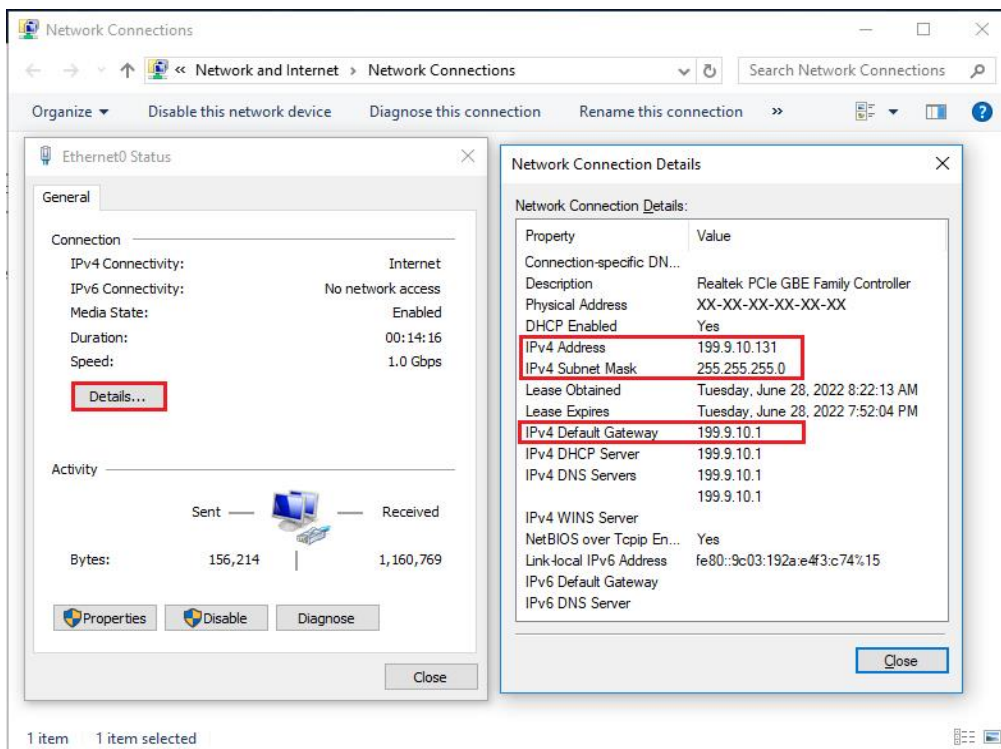 Network Connections
« Network and Internet › Network Connections
Search Network Connections
Organize Disable this network device Diagnose this connection Rename this connection »
Ethernet0 Status
General
Connection
IPv4 Connectivity: Internet
IPv6 Connectivity: No network access
Media State: Enabled
Duration: 00:14:16
Speed: 1.0 Gbps
Details...
Activity
Sent Received
Bytes: 156,214 1,160,769
Properties Disable Diagnose
Close
Network Connection Details
Network Connection Details:
Property Value
Connection-specific DN...
Description Realtek PCIe GBE Family Controller
Physical Address XX-XX-XX-XX-XX-XX
DHCP Enabled Yes
IPv4 Address 199.9.10.131
IPv4 Subnet Mask 255.255.255.0
Lease Obtained Tuesday, June 28, 2022 8:22:13 AM
Lease Expires Tuesday, June 28, 2022 7:52:04 PM
IPv4 Default Gateway 199.9.10.1
IPv4 DHCP Server 199.9.10.1
IPv4 DNS Servers 199.9.10.1
199.9.10.1
IPv4 WINS Server
NetBIOS over Tcpip En... Yes
Link-local IPv6 Address fe80::9c03:192a:e4f3:c74%15
IPv6 Default Gateway
IPv6 DNS Server
Close
1 item 1 item selected